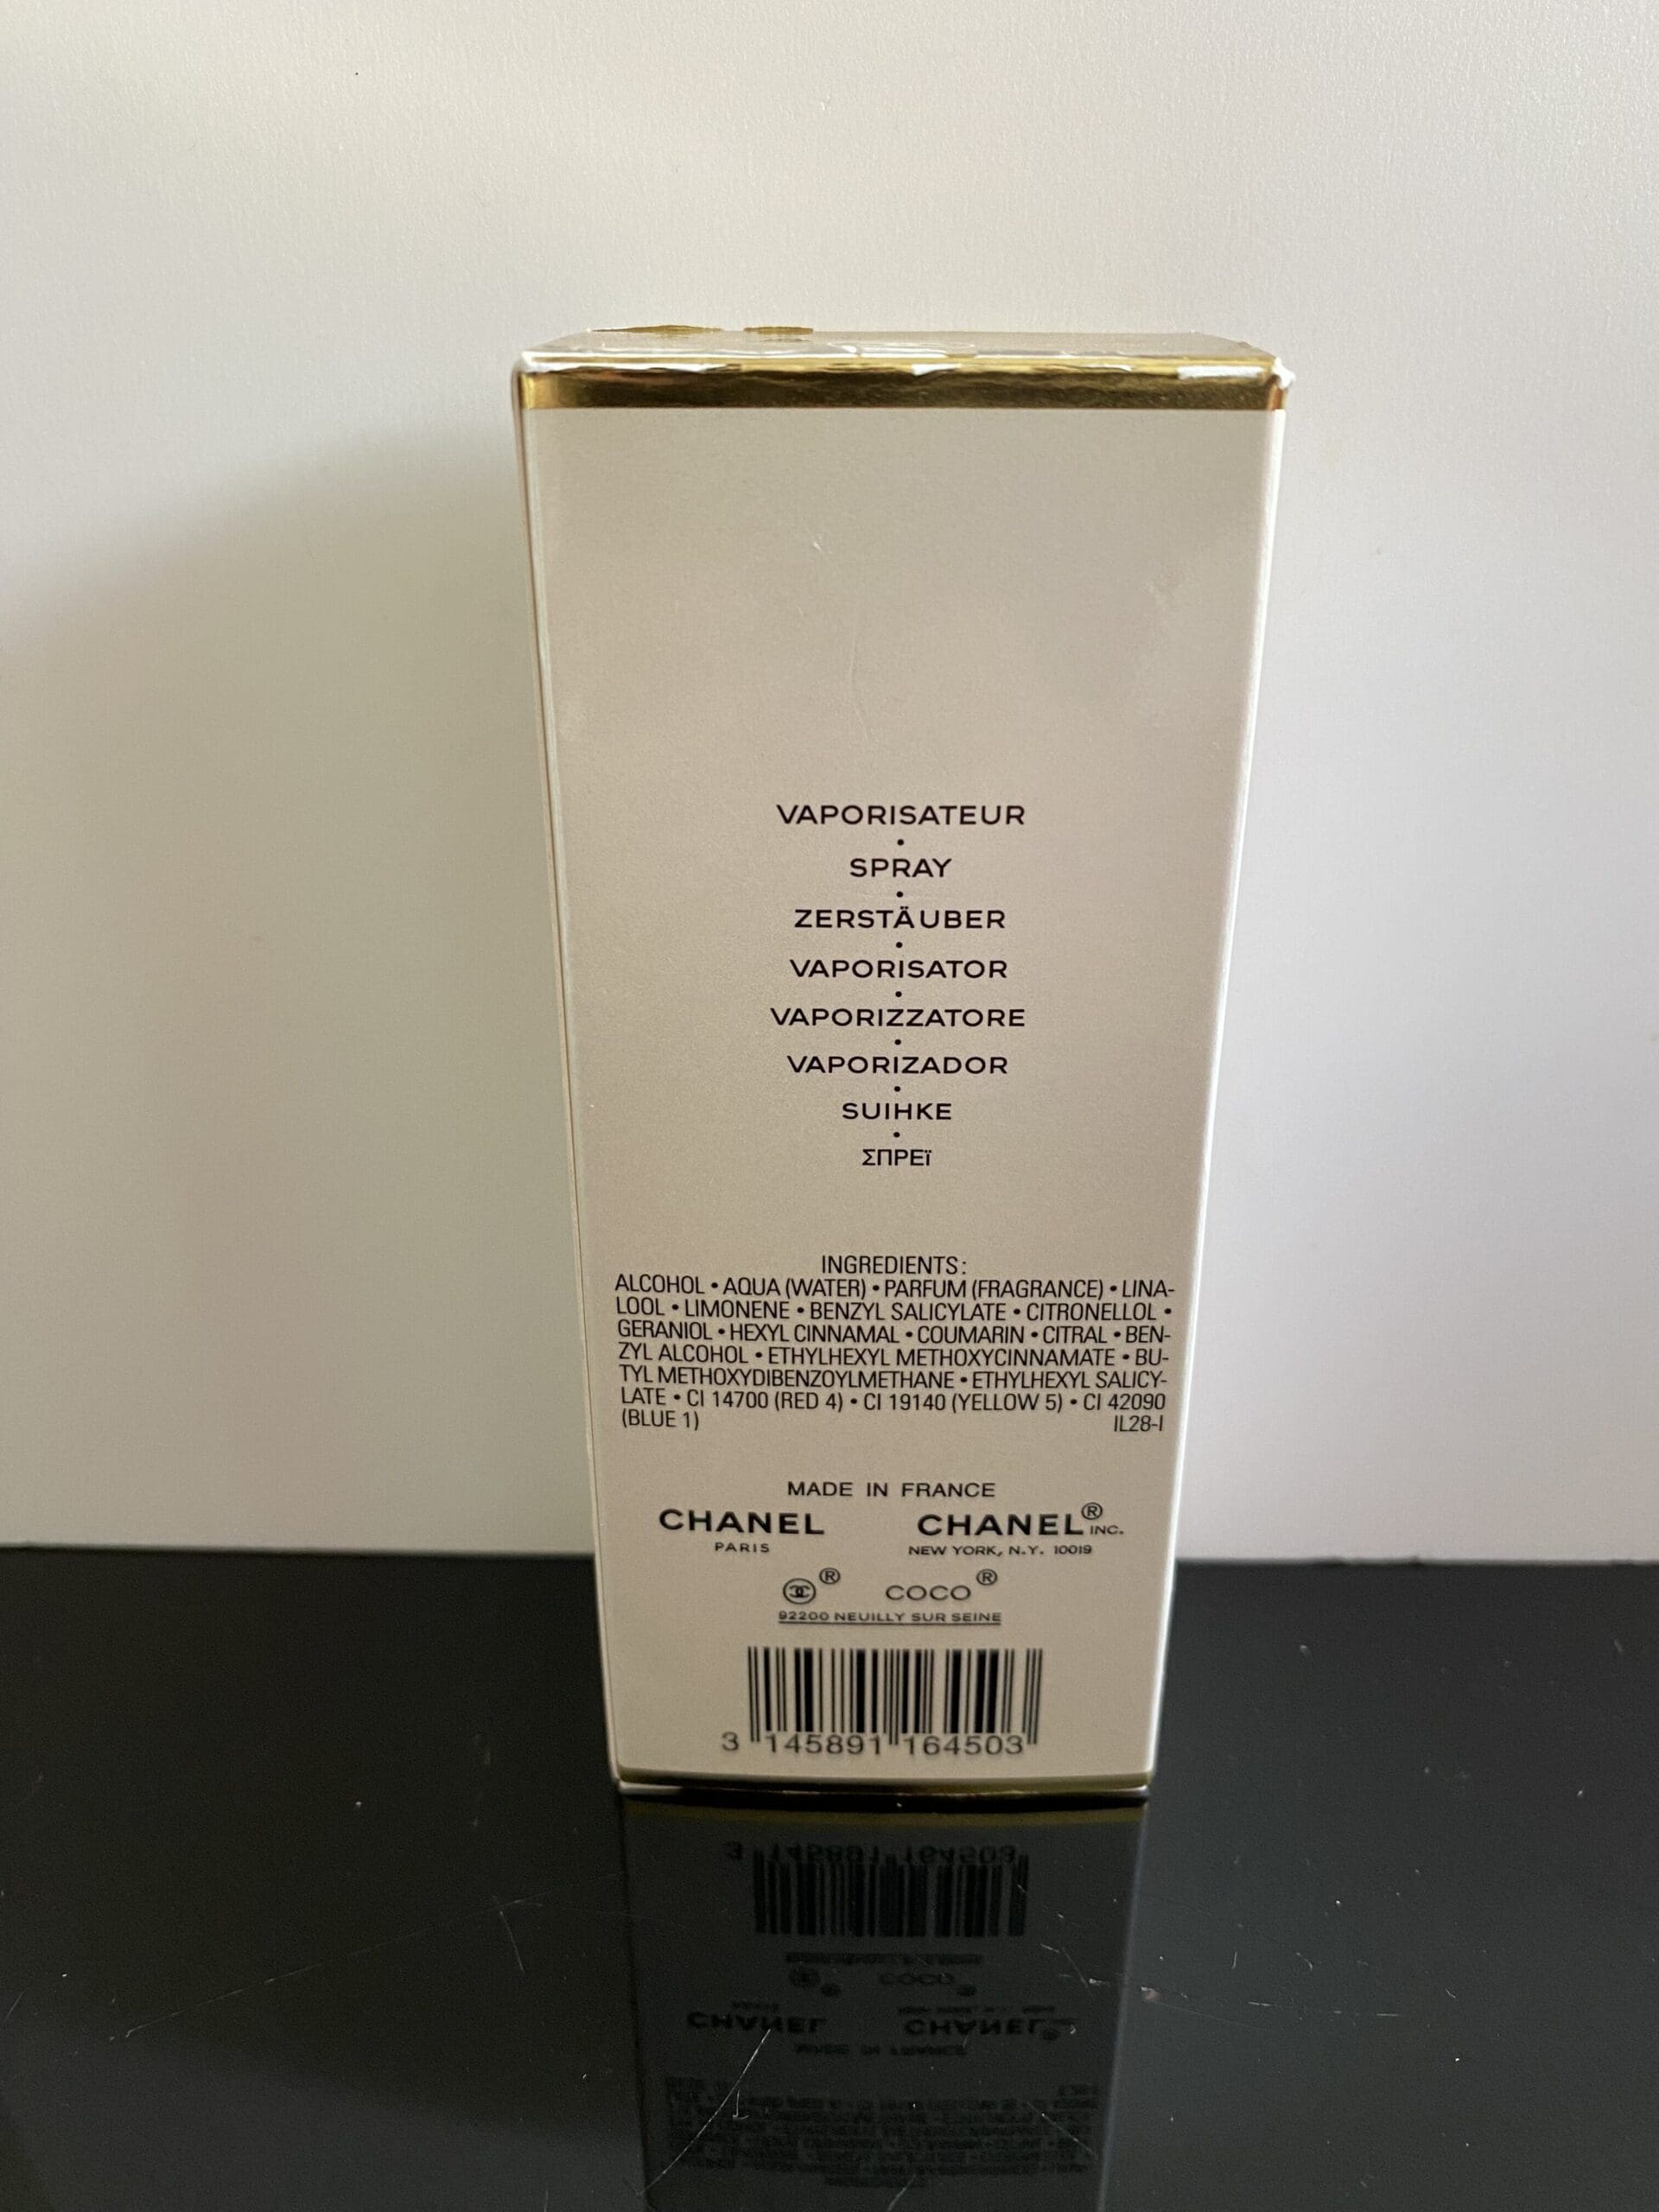 VAPORISATEUR
•
SPRAY
•
ZERSTÄUBER
•
VAPORISATOR
•
VAPORIZZATORE
•
VAPORIZADOR
•
SUIHKE
•
ΣΠΡΕϊ
INGREDIENTS:
ALCOHOL • AQUA (WATER) • PARFUM (FRAGRANCE) • LINA-
LOOL • LIMONENE • BENZYL SALICYLATE • CITRONELLOL •
GERANIOL • HEXYL CINNAMAL • COUMARIN • CITRAL • BEN-
ZYL ALCOHOL • ETHYLHEXYL METHOXYCINNAMATE • BU-
TYL METHOXYDIBENZOYLMETHANE • ETHYLHEXYL SALICY-
LATE • CI 14700 (RED 4) • CI 19140 (YELLOW 5) • CI 42090
(BLUE 1) IL28-I
MADE IN FRANCE
CHANEL CHANEL® INC.
PARIS NEW YORK, N.Y. 10019
® COCO®
92200 NEUILLY SUR SEINE
3 145891 164503